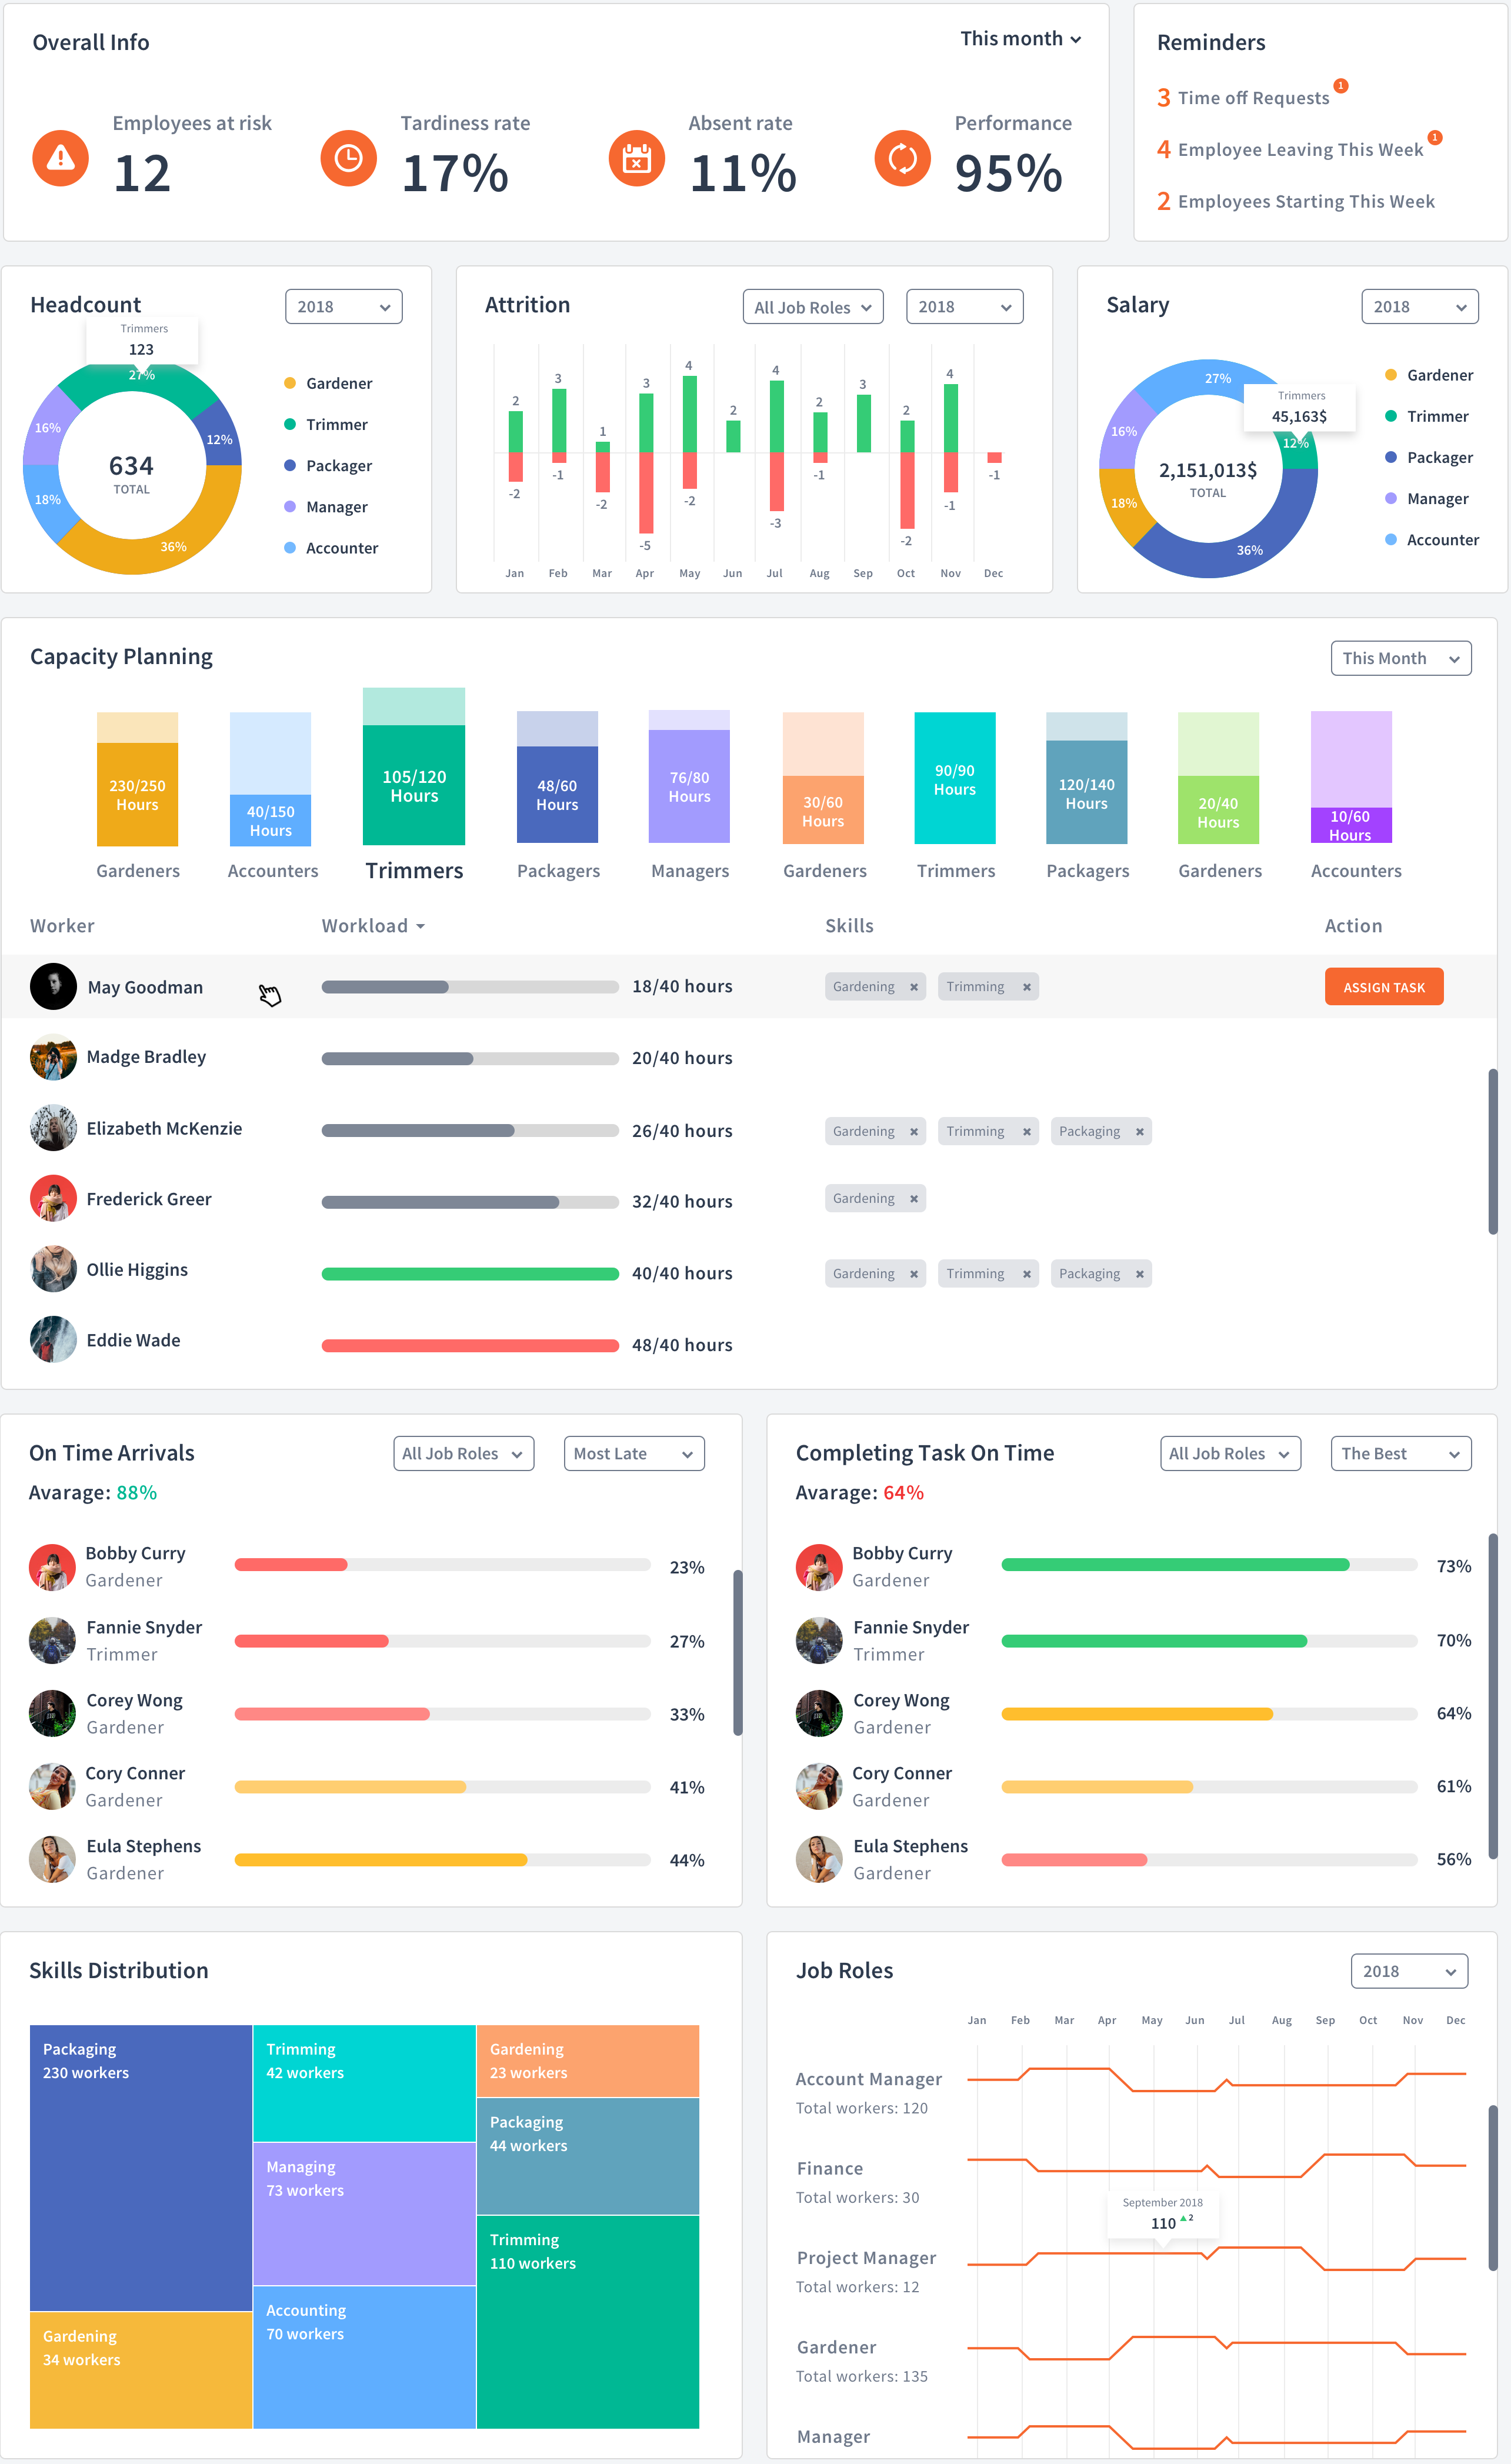 Overall Info
This month
Employees at risk
12
Tardiness rate
17%
Absent rate
11%
Performance
95%
Reminders
3 Time off Requests 1
4 Employee Leaving This Week 1
2 Employees Starting This Week
Headcount
2018
Trimmers
123
27%
16%
12%
18%
36%
634
TOTAL
Gardener
Trimmer
Packager
Manager
Accounter
Attrition
All Job Roles
2018
2 3 1 3 4 2 4 2 3 2 4
-2 -1 -2 -5 -2 -3 -1 -2 -1 -1
Jan Feb Mar Apr May Jun Jul Aug Sep Oct Nov Dec
Salary
2018
27%
Trimmers
45,163$
16%
12%
18%
36%
2,151,013$
TOTAL
Gardener
Trimmer
Packager
Manager
Accounter
Capacity Planning
This Month
230/250
Hours
Gardeners
40/150
Hours
Accounters
105/120
Hours
Trimmers
48/60
Hours
Packagers
76/80
Hours
Managers
30/60
Hours
Gardeners
90/90
Hours
Trimmers
120/140
Hours
Packagers
20/40
Hours
Gardeners
10/60
Hours
Accounters
Worker Workload Skills Action
May Goodman 18/40 hours Gardening Trimming ASSIGN TASK
Madge Bradley 20/40 hours
Elizabeth McKenzie 26/40 hours Gardening Trimming Packaging
Frederick Greer 32/40 hours Gardening
Ollie Higgins 40/40 hours Gardening Trimming Packaging
Eddie Wade 48/40 hours
On Time Arrivals
All Job Roles
Most Late
Avarage: 88%
Bobby Curry
Gardener
23%
Fannie Snyder
Trimmer
27%
Corey Wong
Gardener
33%
Cory Conner
Gardener
41%
Eula Stephens
Gardener
44%
Completing Task On Time
All Job Roles
The Best
Avarage: 64%
Bobby Curry
Gardener
73%
Fannie Snyder
Trimmer
70%
Corey Wong
Gardener
64%
Cory Conner
Gardener
61%
Eula Stephens
Gardener
56%
Skills Distribution
Packaging
230 workers
Gardening
34 workers
Trimming
42 workers
Managing
73 workers
Accounting
70 workers
Gardening
23 workers
Packaging
44 workers
Trimming
110 workers
Job Roles
2018
Jan Feb Mar Apr May Jun Jul Aug Sep Oct Nov Dec
Account Manager
Total workers: 120
Finance
Total workers: 30
September 2018
110 2
Project Manager
Total workers: 12
Gardener
Total workers: 135
Manager